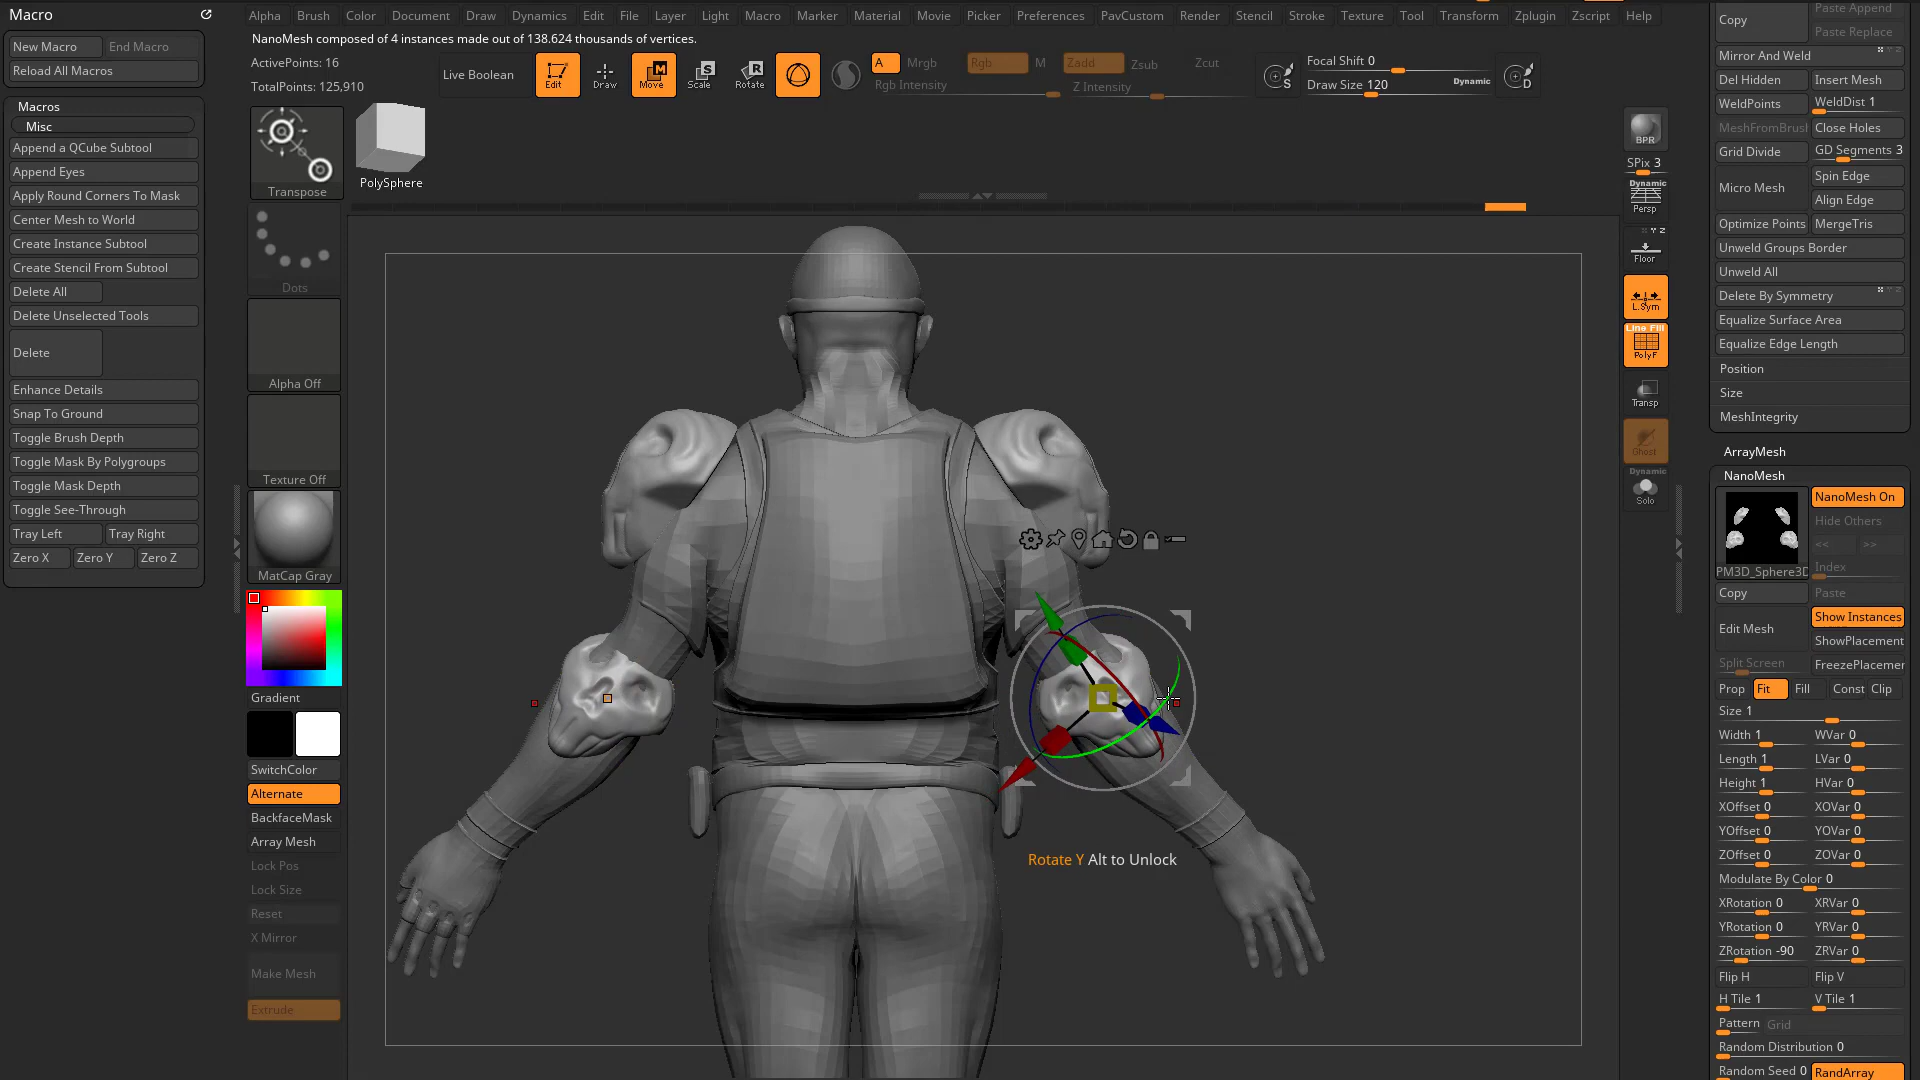 Macro
New Macro End Macro
Reload All Macros
Macros
Misc
Append a QCube Subtool
Append Eyes
Apply Round Corners To Mask
Center Mesh to World
Create Instance Subtool
Create Stencil From Subtool
Delete All
Delete Unselected Tools
Delete
Enhance Details
Snap To Ground
Toggle Brush Depth
Toggle Mask By Polygroups
Toggle Mask Depth
Toggle See-Through
Tray Left Tray Right
Zero X Zero Y Zero Z
Alpha Brush Color Document Draw Dynamics Edit File Layer Light Macro Marker Material Movie Picker Preferences PavCustom Render Stencil Stroke Texture Tool Transform Zplugin Zscript Help
NanoMesh composed of 4 instances made out of 138.624 thousands of vertices.
ActivePoints: 16
TotalPoints: 125,910
Live Boolean
Edit
Draw
Move
Scale
Rotate
A Mrgb
Rgb Intensity
Rgb M
Zadd Zsub Zcut
Z Intensity
S
Focal Shift 0
Draw Size 120 Dynamic
D
Transpose
PolySphere
Dots
Alpha Off
Texture Off
MatCap Gray
Gradient
SwitchColor
Alternate
BackfaceMask
Array Mesh
Lock Pos
Lock Size
Reset
X Mirror
Make Mesh
Extrude
Rotate Y Alt to Unlock
BPR
SPix 3
Dynamic
Persp
Floor
L.Sym
Line Fill
PolyF
Transp
Ghost
Dynamic
Solo
Copy Paste Append
Paste Replace
Mirror And Weld
Del Hidden Insert Mesh
WeldPoints WeldDist 1
MeshFromBrus Close Holes
Grid Divide GD Segments 3
Micro Mesh Spin Edge
Align Edge
Optimize Points MergeTris
Unweld Groups Border
Unweld All
Delete By Symmetry
Equalize Surface Area
Equalize Edge Length
Position
Size
MeshIntegrity
ArrayMesh
NanoMesh
NanoMesh On
Hide Others
<< >>
PM3D_Sphere3D Index
Copy Paste
Edit Mesh Show Instances
ShowPlacement
Split Screen FreezePlacemer
Prop Fit Fill Const Clip
Size 1
Width 1 WVar 0
Length 1 LVar 0
Height 1 HVar 0
XOffset 0 XOVar 0
YOffset 0 YOVar 0
ZOffset 0 ZOVar 0
Modulate By Color 0
XRotation 0 XRVar 0
YRotation 0 YRVar 0
ZRotation -90 ZRVar 0
Flip H Flip V
H Tile 1 V Tile 1
Pattern Grid
Random Distribution 0
Random Seed 0 RandArray